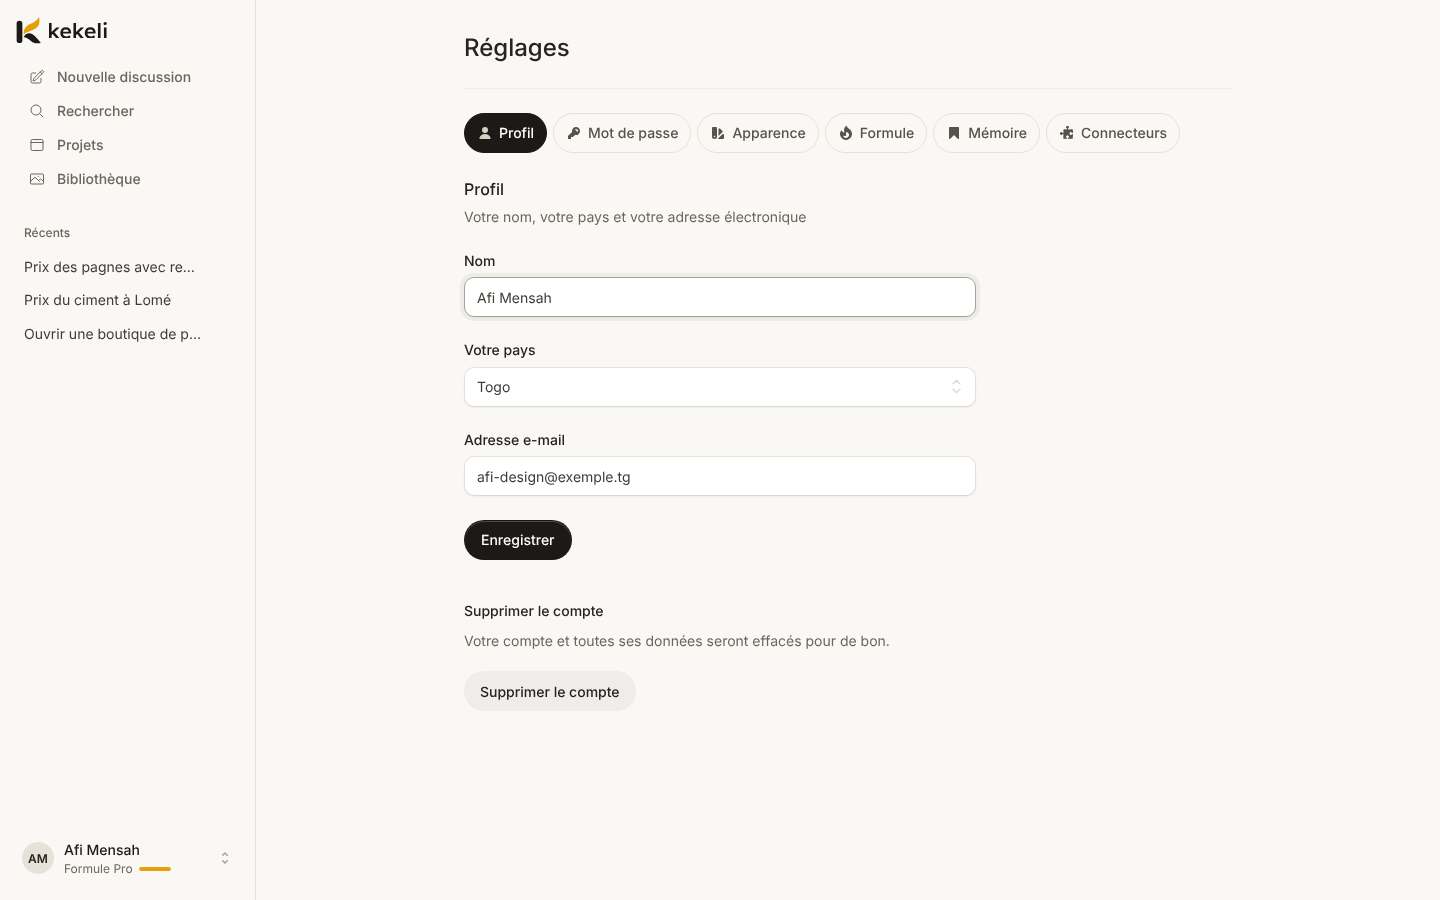 kekeli
Nouvelle discussion
Rechercher
Projets
Bibliothèque
Récents
Prix des pagnes avec re...
Prix du ciment à Lomé
Ouvrir une boutique de p...
AM
Afi Mensah
Formule Pro
Réglages
Profil
Mot de passe
Apparence
Formule
Mémoire
Connecteurs
Profil
Votre nom, votre pays et votre adresse électronique
Nom
Afi Mensah
Votre pays
Togo
Adresse e-mail
afi-design@exemple.tg
Enregistrer
Supprimer le compte
Votre compte et toutes ses données seront effacés pour de bon.
Supprimer le compte